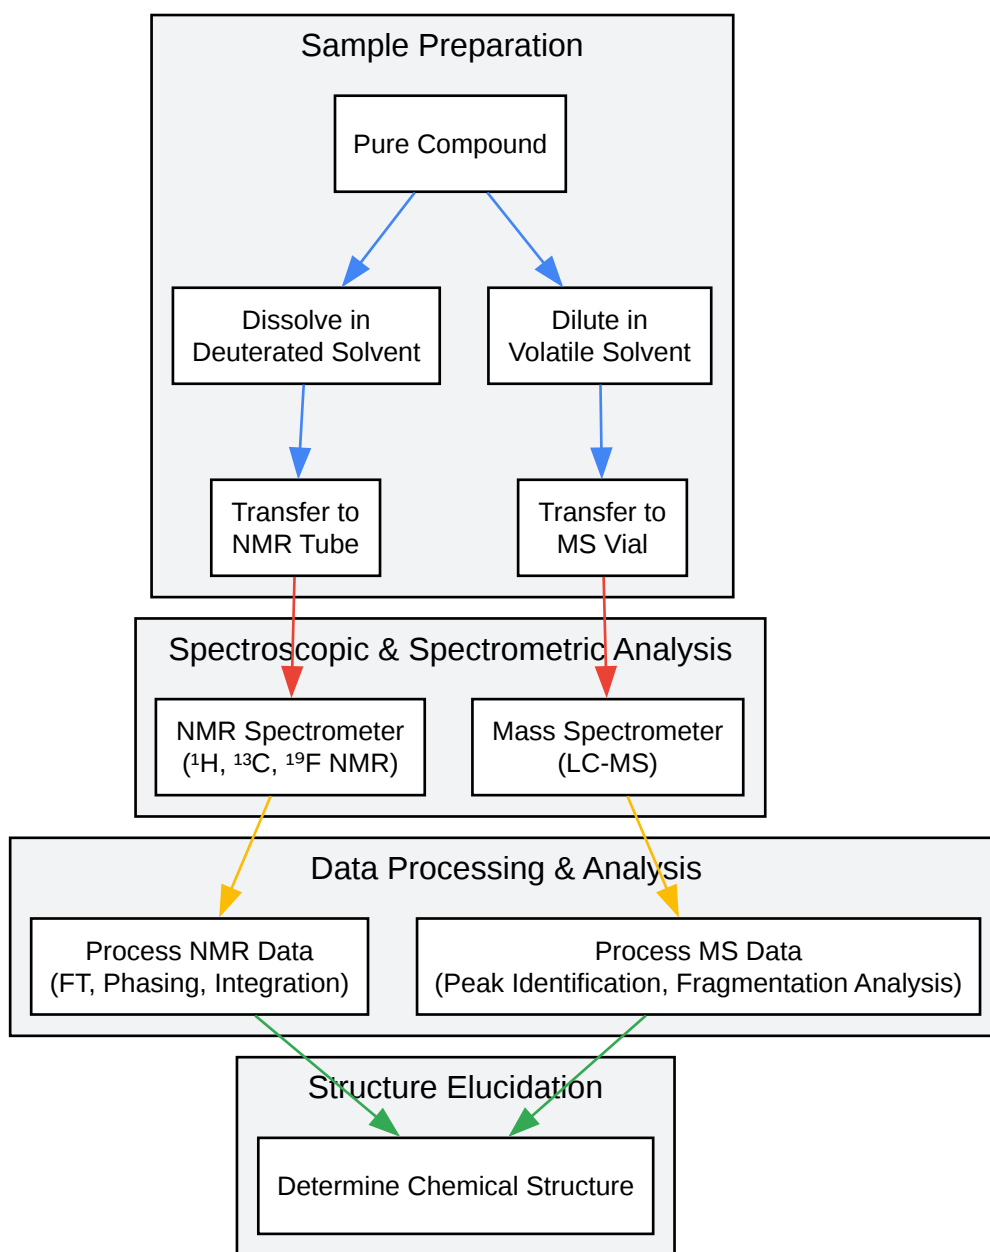 Sample Preparation
Pure Compound
Dissolve in
Deuterated Solvent
Dilute in
Volatile Solvent
Transfer to
NMR Tube
Transfer to
MS Vial
Spectroscopic & Spectrometric Analysis
NMR Spectrometer
(¹H, ¹³C, ¹⁹F NMR)
Mass Spectrometer
(LC-MS)
Data Processing & Analysis
Process NMR Data
(FT, Phasing, Integration)
Process MS Data
(Peak Identification, Fragmentation Analysis)
Structure Elucidation
Determine Chemical Structure